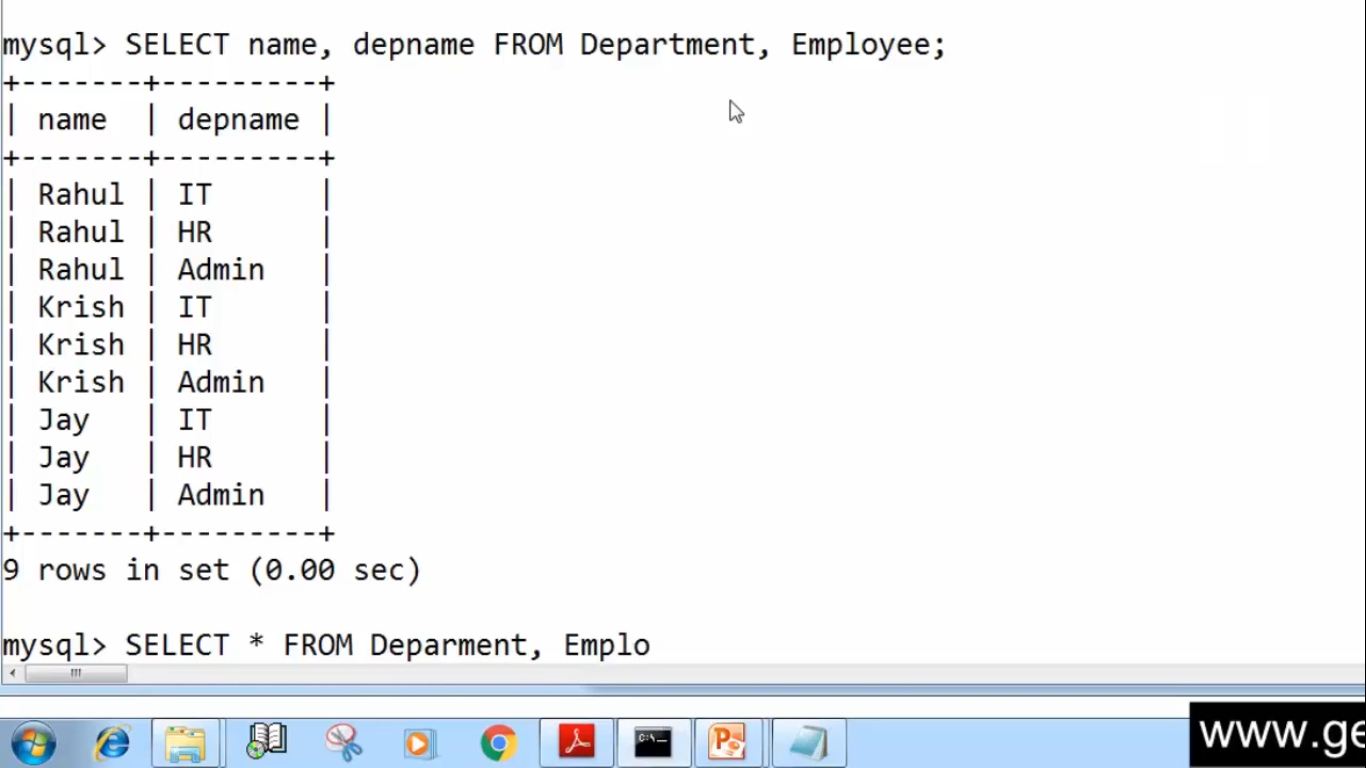 mysql> SELECT name, depname FROM Department, Employee;
+-------+---------+
| name  | depname |
+-------+---------+
| Rahul | IT      |
| Rahul | HR      |
| Rahul | Admin   |
| Krish | IT      |
| Krish | HR      |
| Krish | Admin   |
| Jay   | IT      |
| Jay   | HR      |
| Jay   | Admin   |
+-------+---------+
9 rows in set (0.00 sec)
mysql> SELECT * FROM Deparment, Emplo
C:\_
www.ge